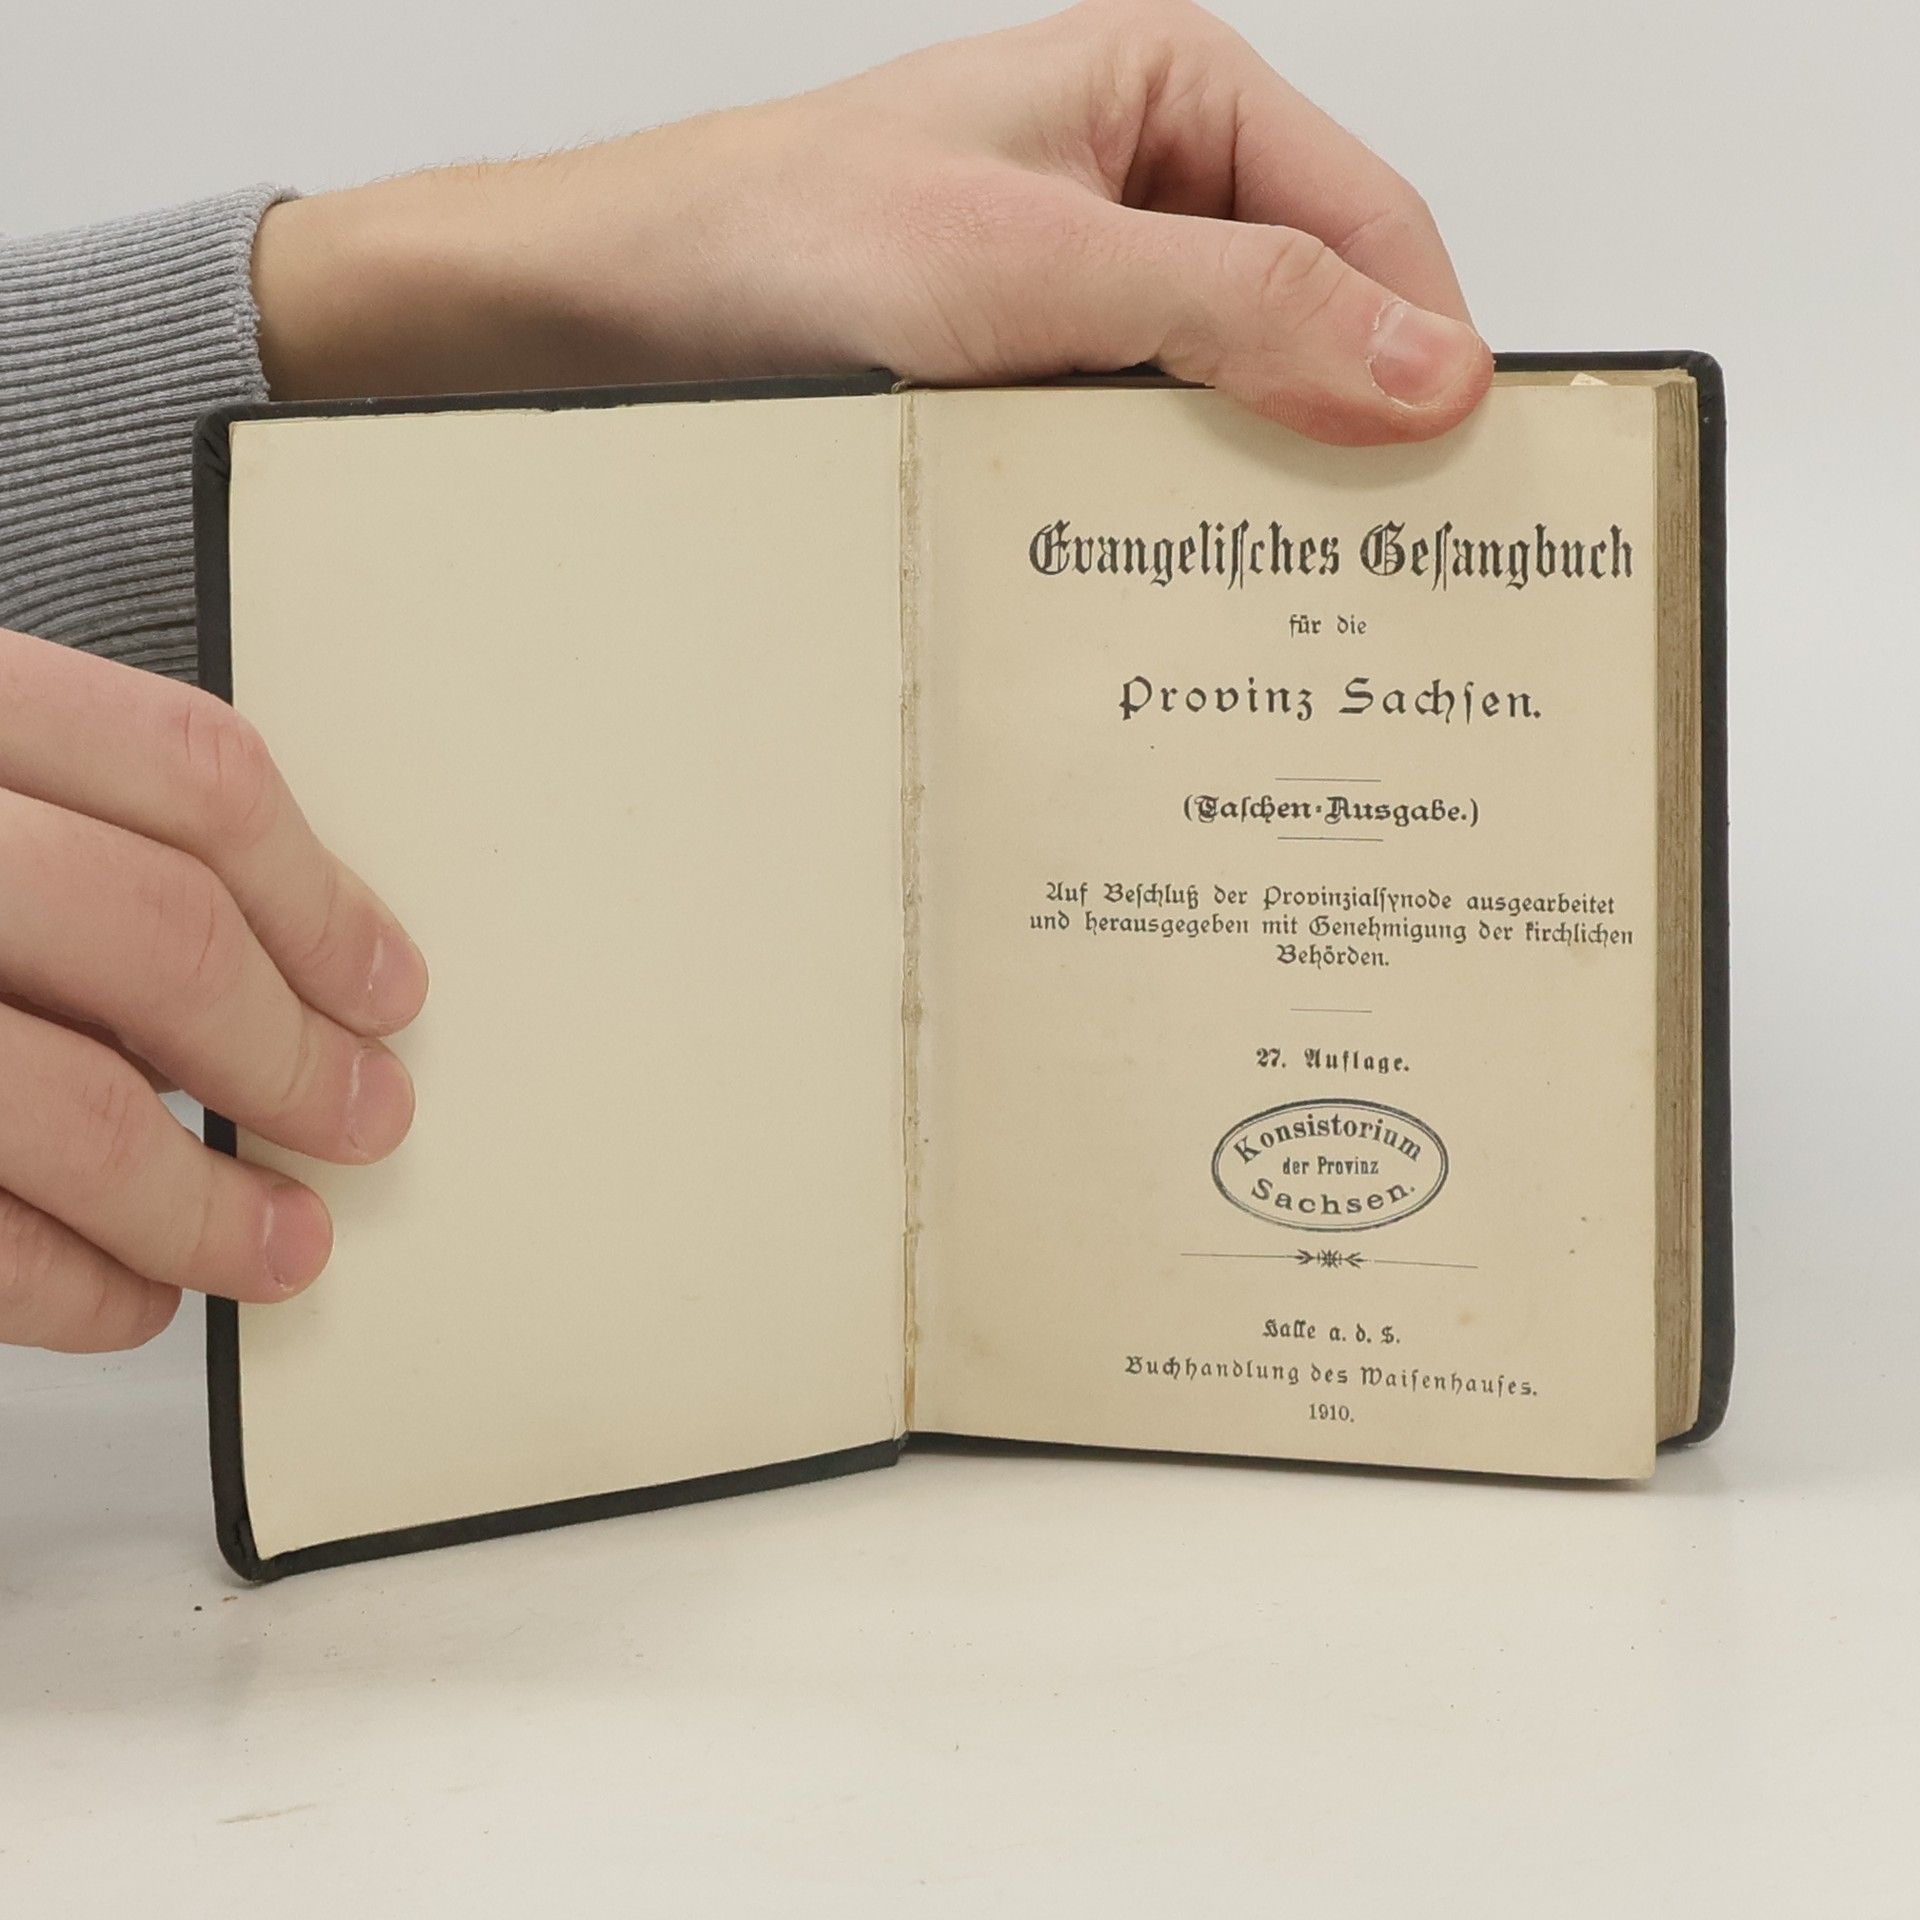 Evangeliſches Geſangbuch
für die
Provinz Sachſen.
(Taſchen-Ausgabe.)
Auf Beſchluß der Provinzialſynode ausgearbeitet
und herausgegeben mit Genehmigung der kirchlichen
Behörden.
27. Auflage.
Konsistorium
der Provinz
Sachsen.
Halle a. d. S.
Buchhandlung des Waiſenhauſes.
1910.